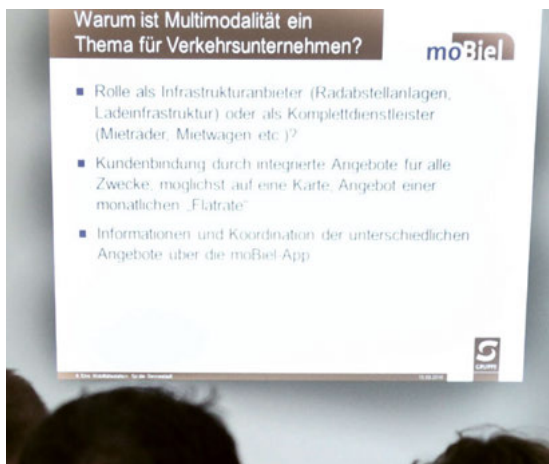 Warum ist Multimodalität ein
Thema für Verkehrsunternehmen?
moBiel
Rolle als Infrastrukturanbieter (Radabstellanlagen,
Ladeinfrastruktur) oder als Komplettdienstleister
(Mieträder, Mietwagen etc.)?
Kundenbindung durch integrierte Angebote für alle
Zwecke, möglichst auf eine Karte, Angebot einer
monatlichen „Flatrate“
Informationen und Koordination der unterschiedlichen
Angebote über die moBiel-App
GRUPPE